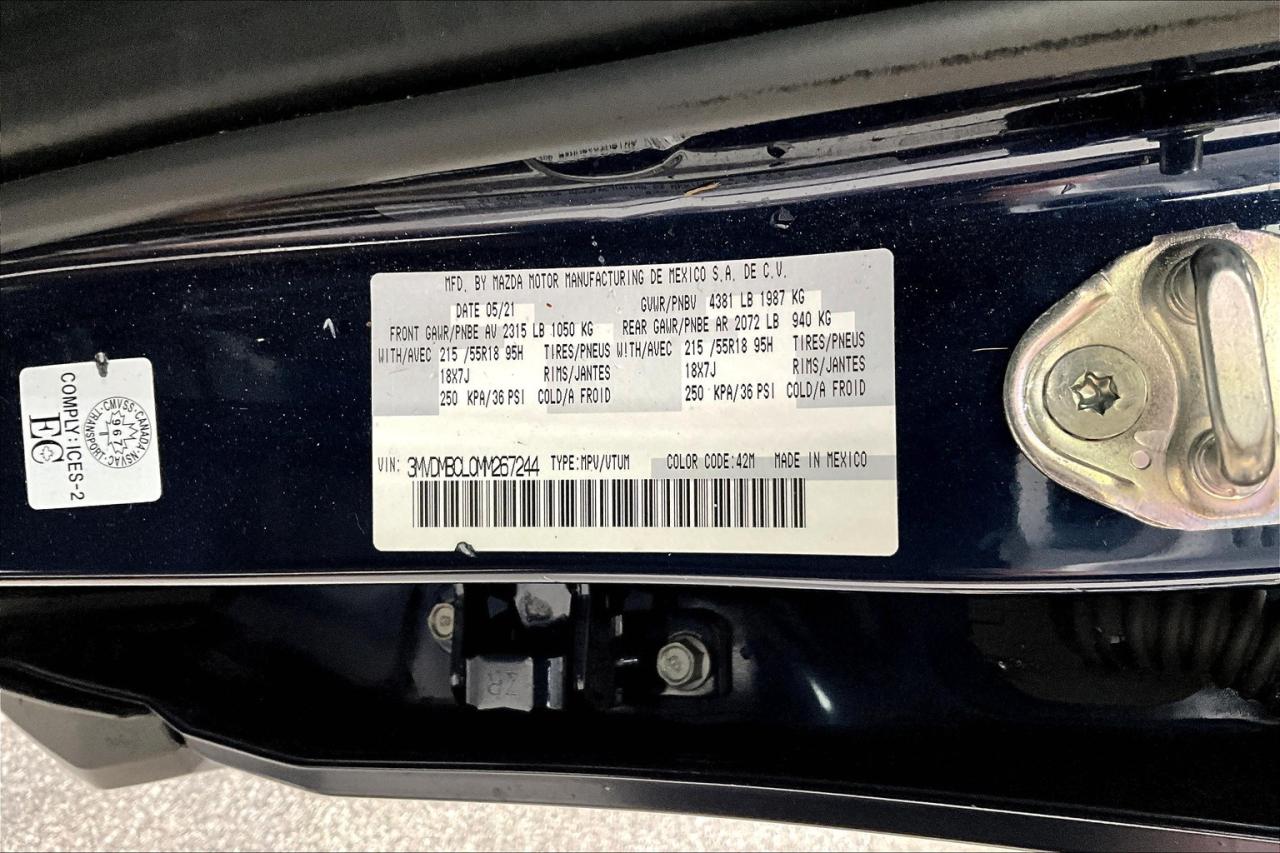 MFD. BY MAZDA MOTOR MANUFACTURING DE MEXICO S.A. DE C.V.
DATE 05/21 GVWR/PNBV 4381 LB 1987 KG
FRONT GAWR/PNBE AV 2315 LB 1050 KG REAR GAWR/PNBE AR 2072 LB 940 KG
WITH/AVEC 215 /55R18 95H TIRES/PNEUS WITH/AVEC 215 /55R18 95H TIRES/PNEUS
18X7J RIMS/JANTES 18X7J RIMS/JANTES
250 KPA/36 PSI COLD/A FROID 250 KPA/36 PSI COLD/A FROID
VIN: 3MVDMBCL0MM267244 TYPE:MPV/VTUM COLOR CODE:42M MADE IN MEXICO
COMPLY:ICES-2
CMVSS·CANADA·NSVAC·TRANSPORT
967
EC